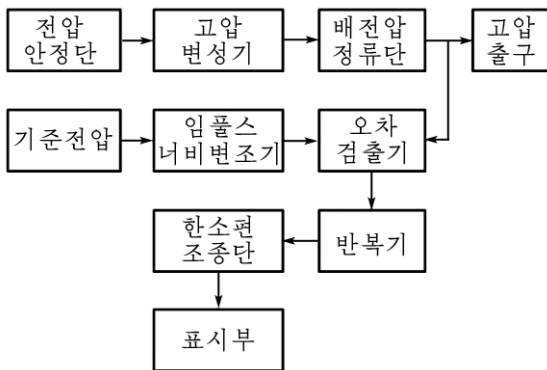 전압
안정단
고압
변성기
배전압
정류단
고압
출구
기준전압
임풀스
너비변조기
오차
검출기
한소편
조종단
반복기
표시부